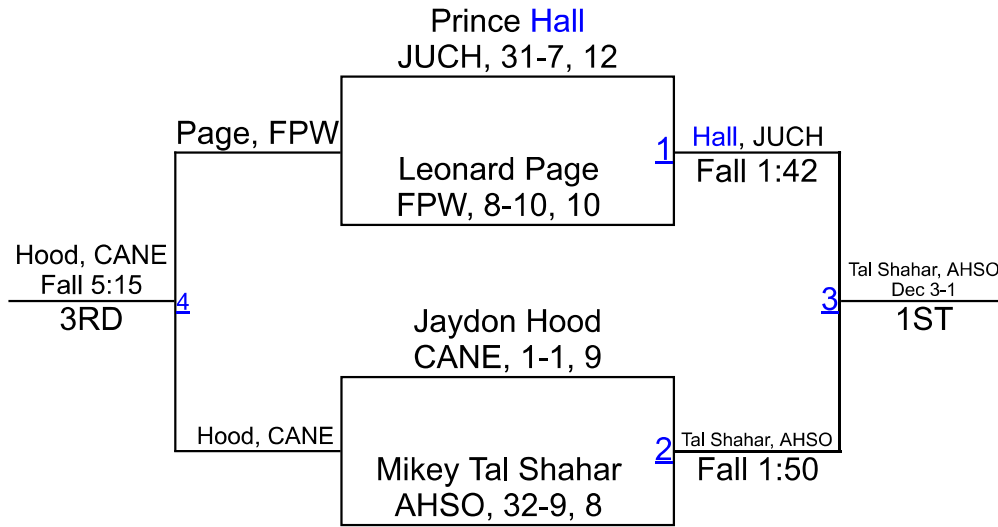 Prince Hall
JUCH, 31-7, 12
Page, FPW
1
Hall, JUCH
Fall 1:42
Leonard Page
FPW, 8-10, 10
Hood, CANE
Fall 5:15
3RD
4
3
Tal Shahar, AHSO
Dec 3-1
1ST
Jaydon Hood
CANE, 1-1, 9
Hood, CANE
2
Tal Shahar, AHSO
Fall 1:50
Mikey Tal Shahar
AHSO, 32-9, 8